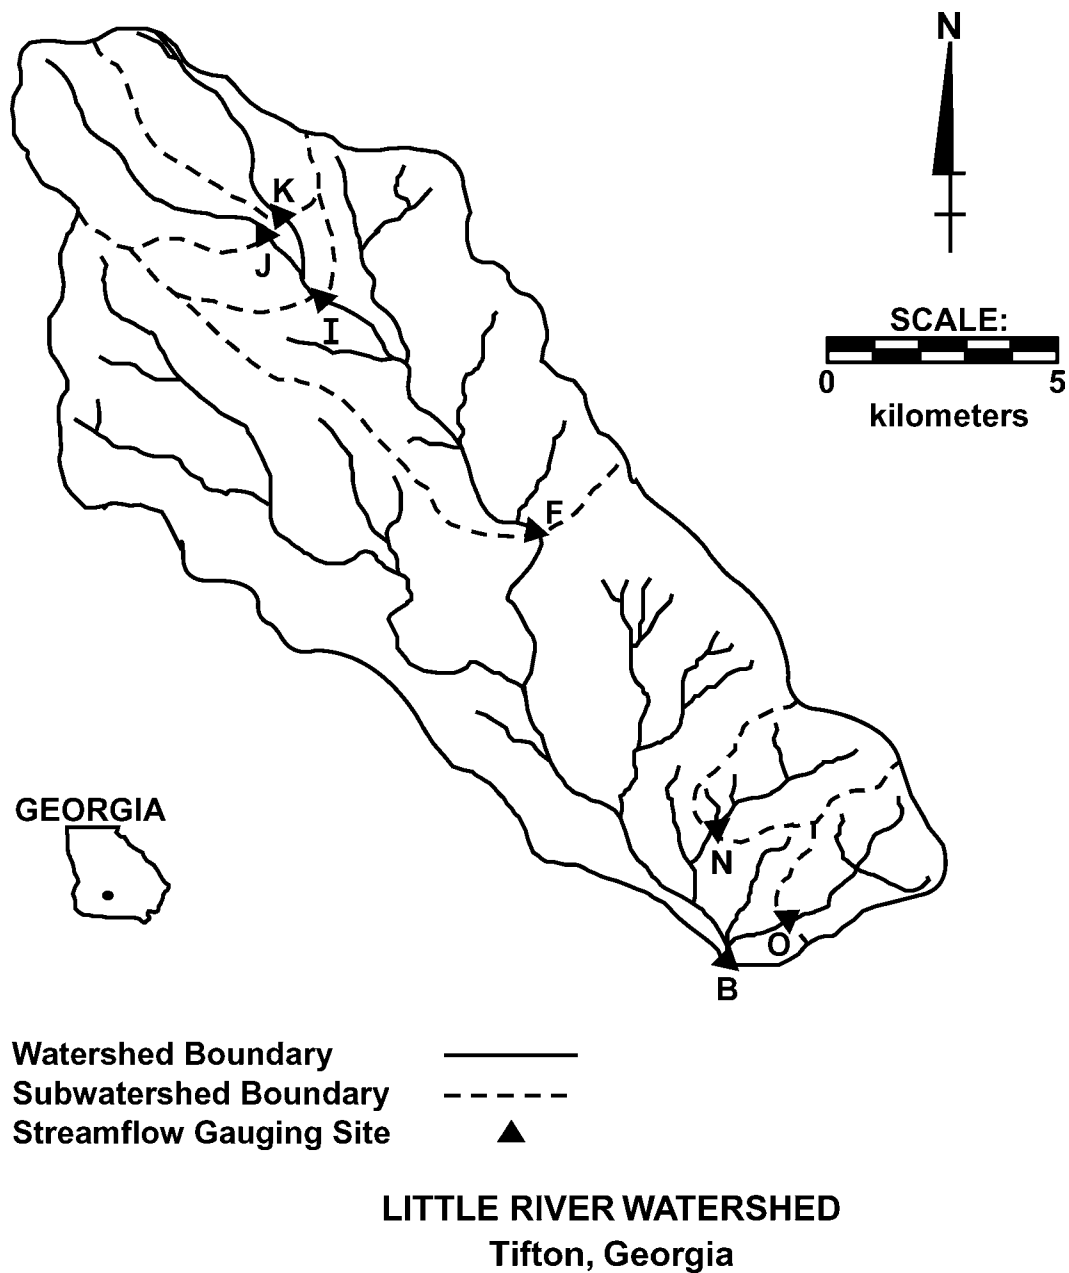 N
K
J
I
SCALE:
0 5
kilometers
F
GEORGIA
N
O
B
Watershed Boundary
Subwatershed Boundary
Streamflow Gauging Site
LITTLE RIVER WATERSHED
Tifton, Georgia